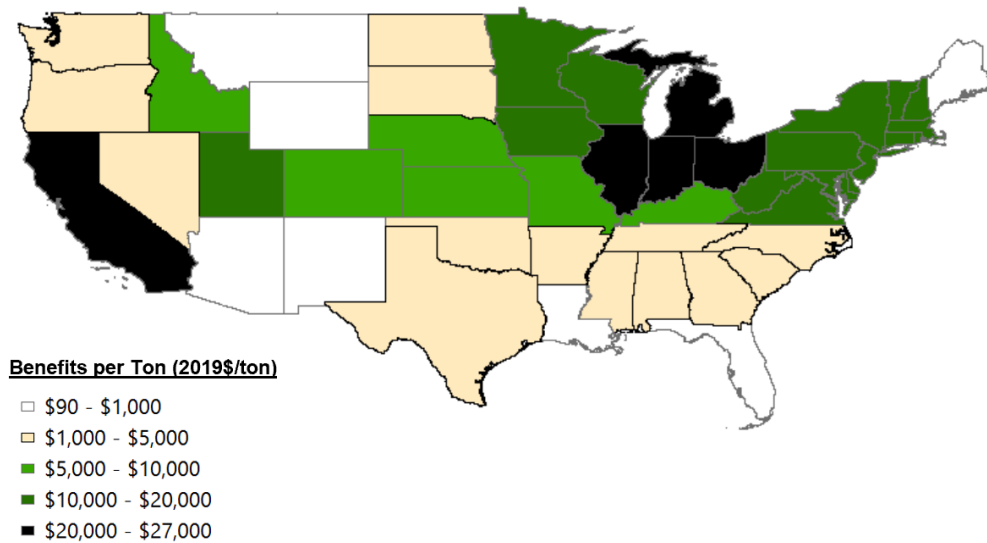 Benefits per Ton (2019$/ton)
$90 - $1,000
$1,000 - $5,000
$5,000 - $10,000
$10,000 - $20,000
$20,000 - $27,000